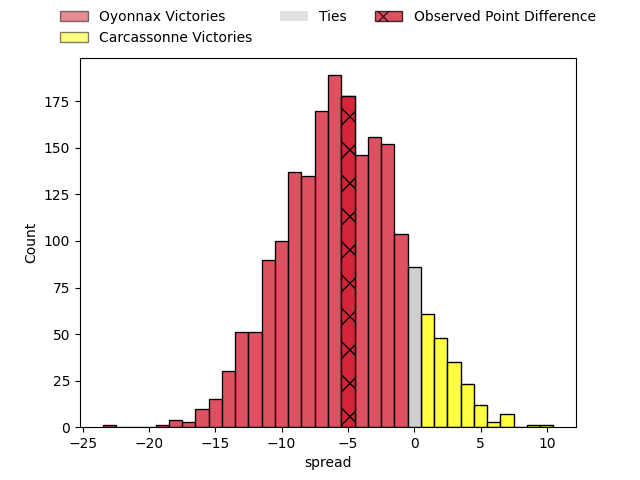 Oyonnax Victories
Ties
Observed Point Difference
Carcassonne Victories
175
150
125
100
75
50
25
0
Count
−25
−20
−15
−10
−5
0
5
10
spread